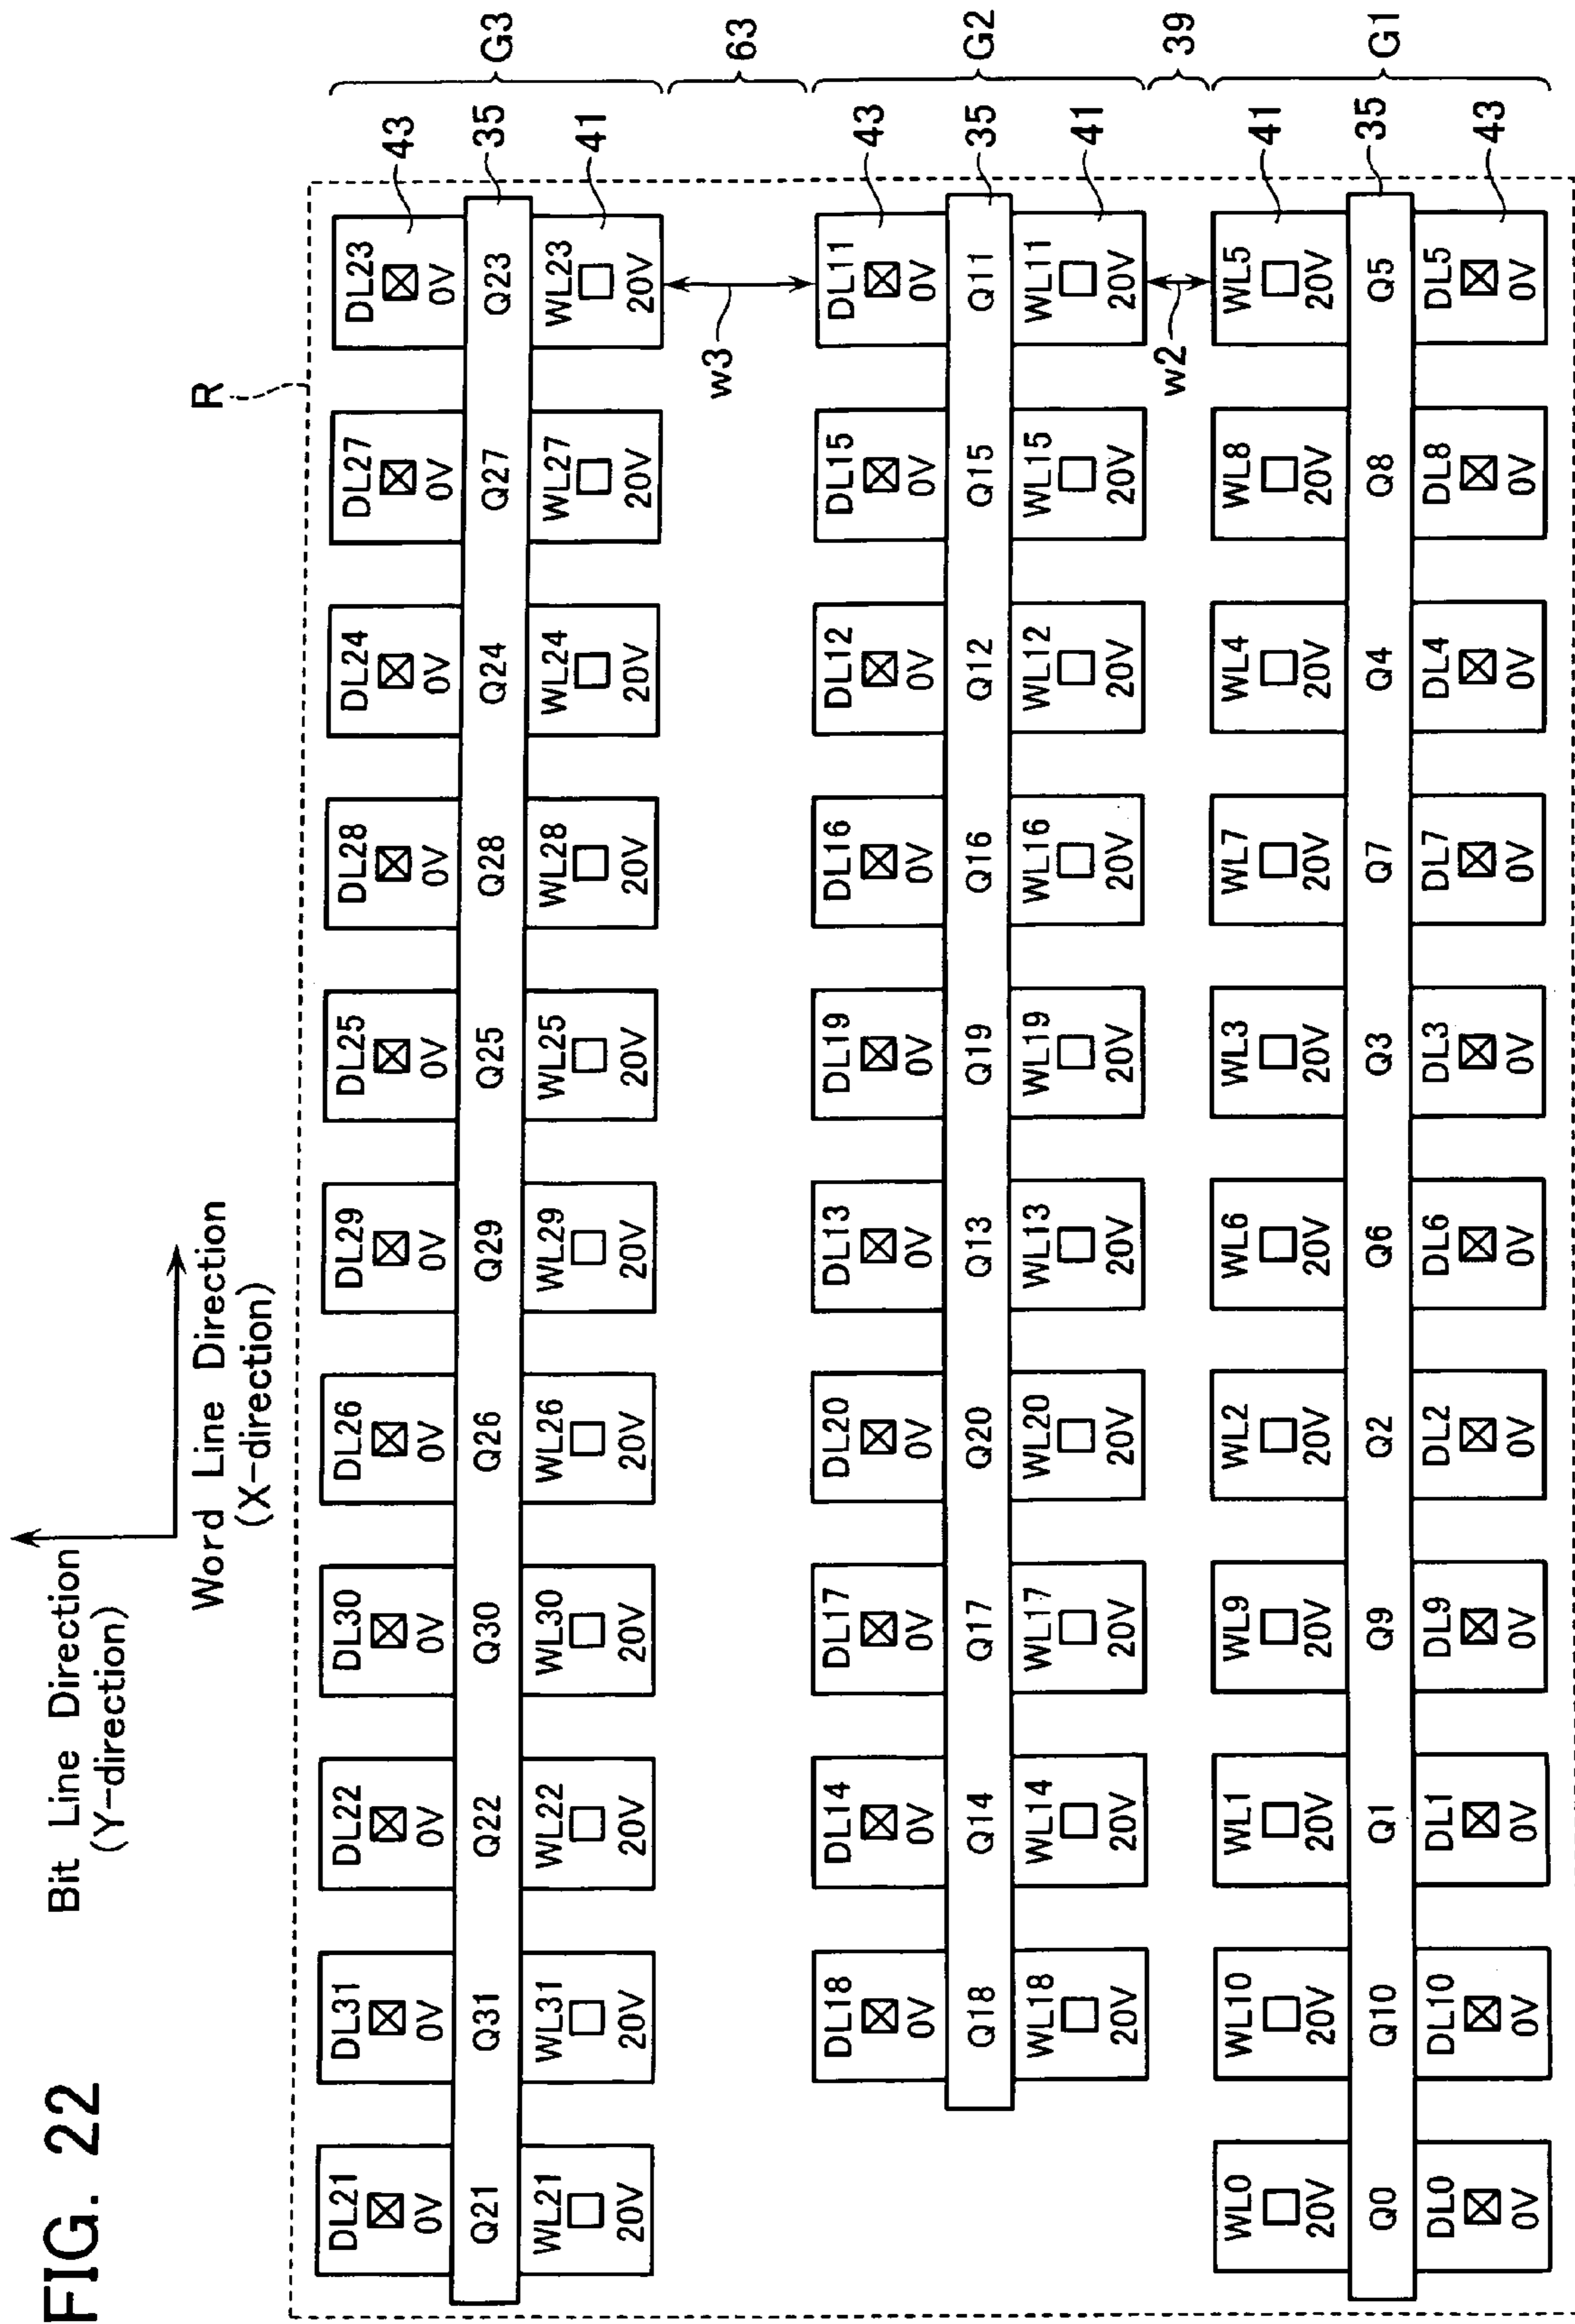 FIG. 22
Bit Line Direction
(Y-direction)
Word Line Direction
(X-direction)
R
DL21 DL31 DL22 DL30 DL26 DL29 DL25 DL28 DL24 DL27 DL23 43
0V 0V 0V 0V 0V 0V 0V 0V 0V 0V 0V
Q21 Q31 Q22 Q30 Q26 Q29 Q25 Q28 Q24 Q27 Q23 35 G3
WL21 WL31 WL22 WL30 WL26 WL29 WL25 WL28 WL24 WL27 WL23 41
20V 20V 20V 20V 20V 20V 20V 20V 20V 20V 20V
w3 63
DL18 DL14 DL17 DL20 DL13 DL19 DL16 DL12 DL15 DL11 43
0V 0V 0V 0V 0V 0V 0V 0V 0V 0V
Q18 Q14 Q17 Q20 Q13 Q19 Q16 Q12 Q15 Q11 35 G2
WL18 WL14 WL17 WL20 WL13 WL19 WL16 WL12 WL15 WL11 41
20V 20V 20V 20V 20V 20V 20V 20V 20V 20V
w2 39
WL0 WL10 WL1 WL9 WL2 WL6 WL3 WL7 WL4 WL8 WL5 41
20V 20V 20V 20V 20V 20V 20V 20V 20V 20V 20V
Q0 Q10 Q1 Q9 Q2 Q6 Q3 Q7 Q4 Q8 Q5 35 G1
DL0 DL10 DL1 DL9 DL2 DL6 DL3 DL7 DL4 DL8 DL5 43
0V 0V 0V 0V 0V 0V 0V 0V 0V 0V 0V